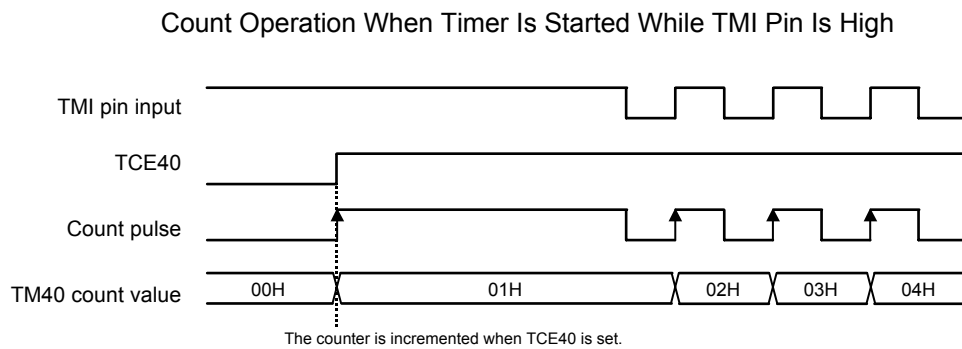 Count Operation When Timer Is Started While TMI Pin Is High
TMI pin input
TCE40
Count pulse
TM40 count value
00H
01H
02H
03H
04H
The counter is incremented when TCE40 is set.